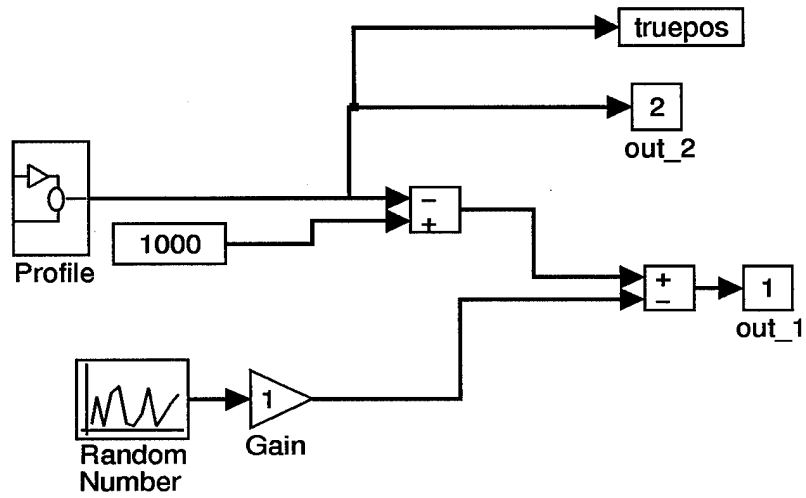 truepos
2
out_2
−
+
1000
Profile
+
−
1
out_1
1
Gain
Random
Number